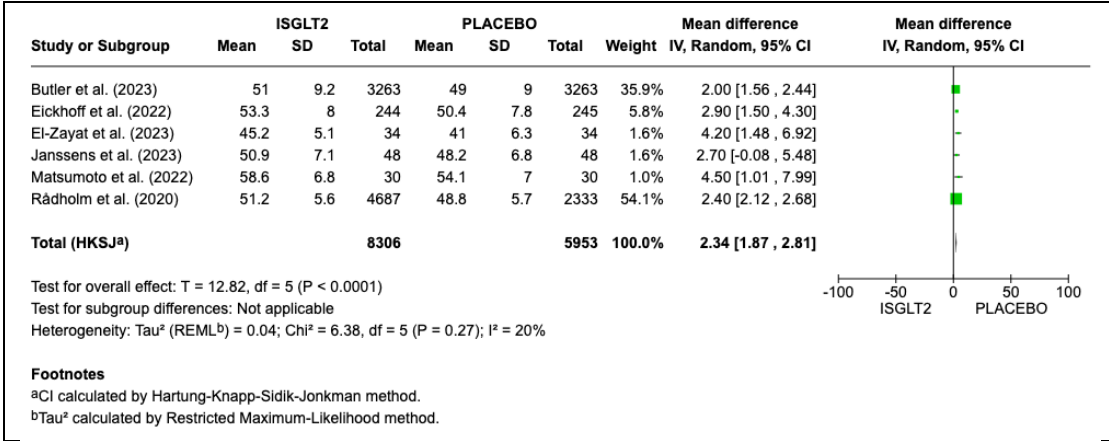 ISGLT2 PLACEBO Mean difference Mean difference
Study or Subgroup Mean SD Total Mean SD Total Weight IV, Random, 95% CI IV, Random, 95% CI
Butler et al. (2023) 51 9.2 3263 49 9 3263 35.9% 2.00 [1.56 , 2.44]
Eickhoff et al. (2022) 53.3 8 244 50.4 7.8 245 5.8% 2.90 [1.50 , 4.30]
El-Zayat et al. (2023) 45.2 5.1 34 41 6.3 34 1.6% 4.20 [1.48 , 6.92]
Janssens et al. (2023) 50.9 7.1 48 48.2 6.8 48 1.6% 2.70 [-0.08 , 5.48]
Matsumoto et al. (2022) 58.6 6.8 30 54.1 7 30 1.0% 4.50 [1.01 , 7.99]
Rådholm et al. (2020) 51.2 5.6 4687 48.8 5.7 2333 54.1% 2.40 [2.12 , 2.68]
Total (HKSJᵃ) 8306 5953 100.0% 2.34 [1.87 , 2.81]
Test for overall effect: T = 12.82, df = 5 (P < 0.0001)
Test for subgroup differences: Not applicable
Heterogeneity: Tau² (REMLᵇ) = 0.04; Chi² = 6.38, df = 5 (P = 0.27); I² = 20%
-100 -50 0 50 100
ISGLT2 PLACEBO
Footnotes
ᵃCI calculated by Hartung-Knapp-Sidik-Jonkman method.
ᵇTau² calculated by Restricted Maximum-Likelihood method.